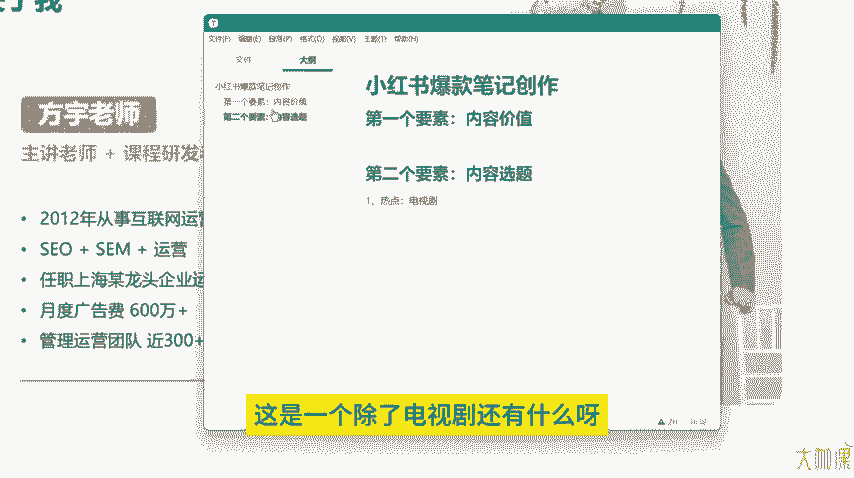 方宇老师
主讲老师 + 课程研发
• 2012年从事互联网运营
• SEO + SEM + 运营
• 任职上海某龙头企业运
• 月度广告费 600万+
• 管理运营团队 近300+
文件(F) 编辑(E) 段落(P) 格式(O) 视图(V) 主题(T) 帮助(H)
文件 大纲
小红书爆款笔记创作
第一个要素：内容价值
第二个要素：内容选题
小红书爆款笔记创作
第一个要素：内容价值
第二个要素：内容选题
1、热点：电视剧
这是一个除了电视剧还有什么呀
大帅课